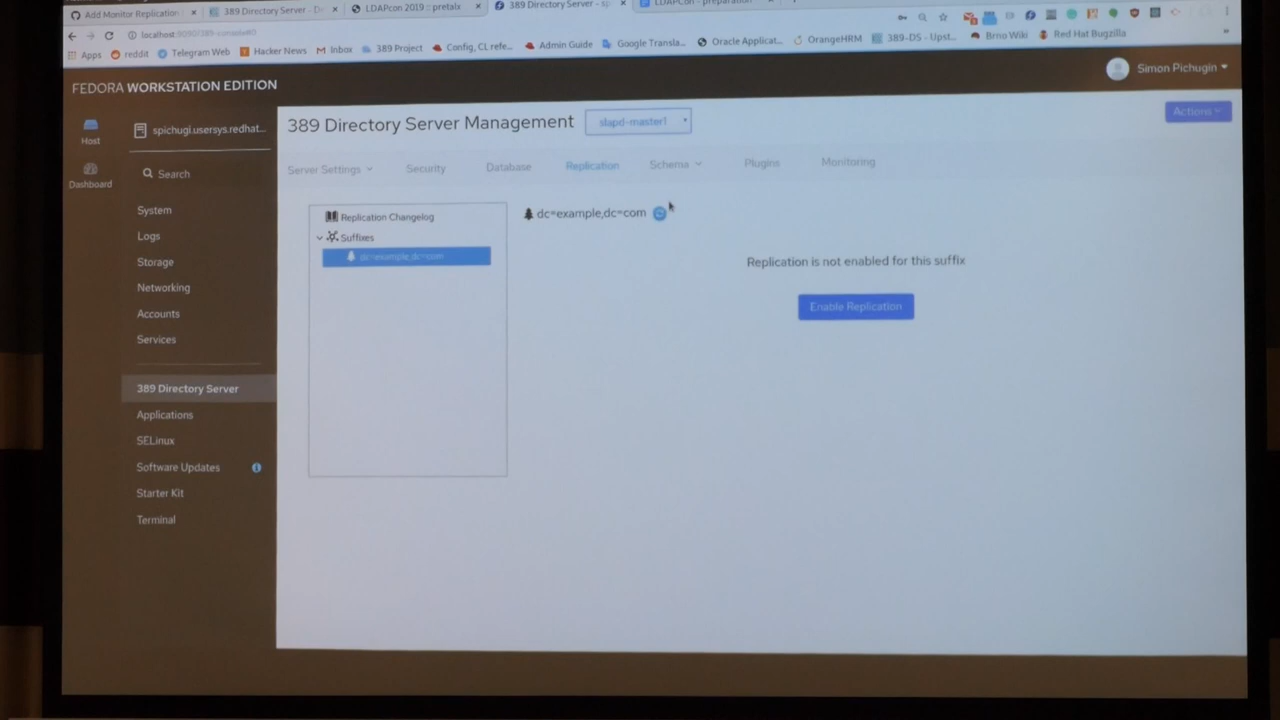 Add Monitor Replication
389 Directory Server - D
LDAPcon 2019 :: pretalx
389 Directory Server - sp
LDAPCon - preparation
localhost:9090/389-console#/
Apps
reddit
Telegram Web
Hacker News
Inbox
389 Project
Config, CL refe...
Admin Guide
Google Transla...
Oracle Applicat...
OrangeHRM
389-DS - Upst...
Brno Wiki
Red Hat Bugzilla
FEDORA WORKSTATION EDITION
Simon Pichugin
Host
Dashboard
spichugi.usersys.redhat...
Search
System
Logs
Storage
Networking
Accounts
Services
389 Directory Server
Applications
SELinux
Software Updates
Starter Kit
Terminal
389 Directory Server Management
slapd-master1
Actions
Server Settings
Security
Database
Replication
Schema
Plugins
Monitoring
Replication Changelog
Suffixes
dc=example,dc=com
dc=example,dc=com
Replication is not enabled for this suffix
Enable Replication